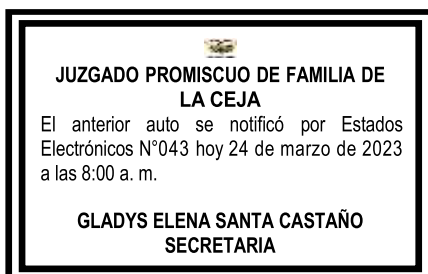 JUZGADO PROMISCUO DE FAMILIA DE
LA CEJA
El anterior auto se notificó por Estados
Electrónicos N°043 hoy 24 de marzo de 2023
a las 8:00 a. m.
GLADYS ELENA SANTA CASTAÑO
SECRETARIA